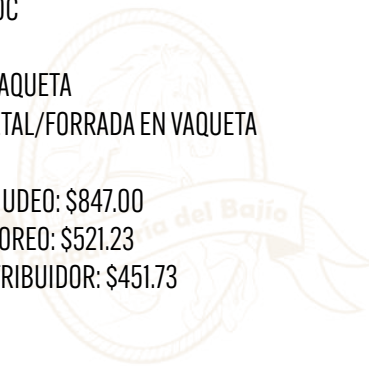 OC
AQUETA
TAL/FORRADA EN VAQUETA
UDEO: $847.00
OREO: $521.23
RIBUIDOR: $451.73
del Bajío